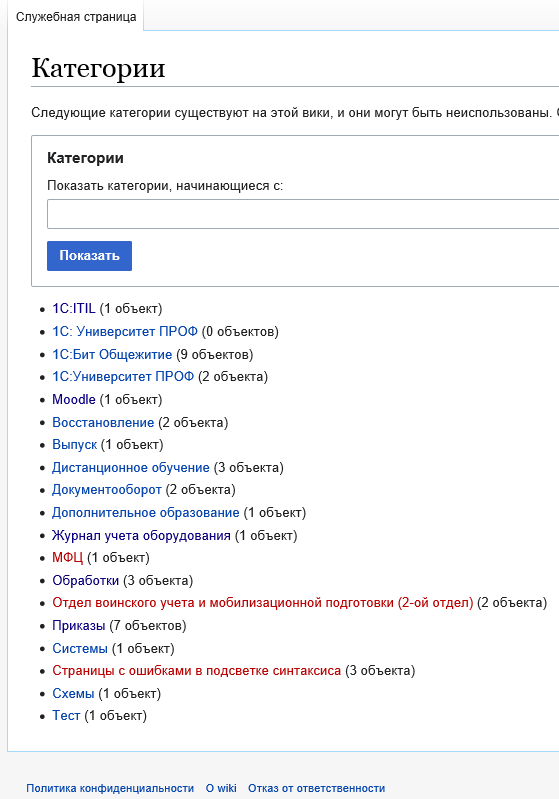 Служебная страница
Категории
Следующие категории существуют на этой вики, и они могут быть неиспользованы.
Категории
Показать категории, начинающиеся с:
Показать
1C:ITIL (1 объект)
1С: Университет ПРОФ (0 объектов)
1С:Бит Общежитие (9 объектов)
1С:Университет ПРОФ (2 объекта)
Moodle (1 объект)
Восстановление (2 объекта)
Выпуск (1 объект)
Дистанционное обучение (3 объекта)
Документооборот (2 объекта)
Дополнительное образование (1 объект)
Журнал учета оборудования (1 объект)
МФЦ (1 объект)
Обработки (3 объекта)
Отдел воинского учета и мобилизационной подготовки (2-ой отдел) (2 объекта)
Приказы (7 объектов)
Системы (1 объект)
Страницы с ошибками в подсветке синтаксиса (3 объекта)
Схемы (1 объект)
Тест (1 объект)
Политика конфиденциальности О wiki Отказ от ответственности